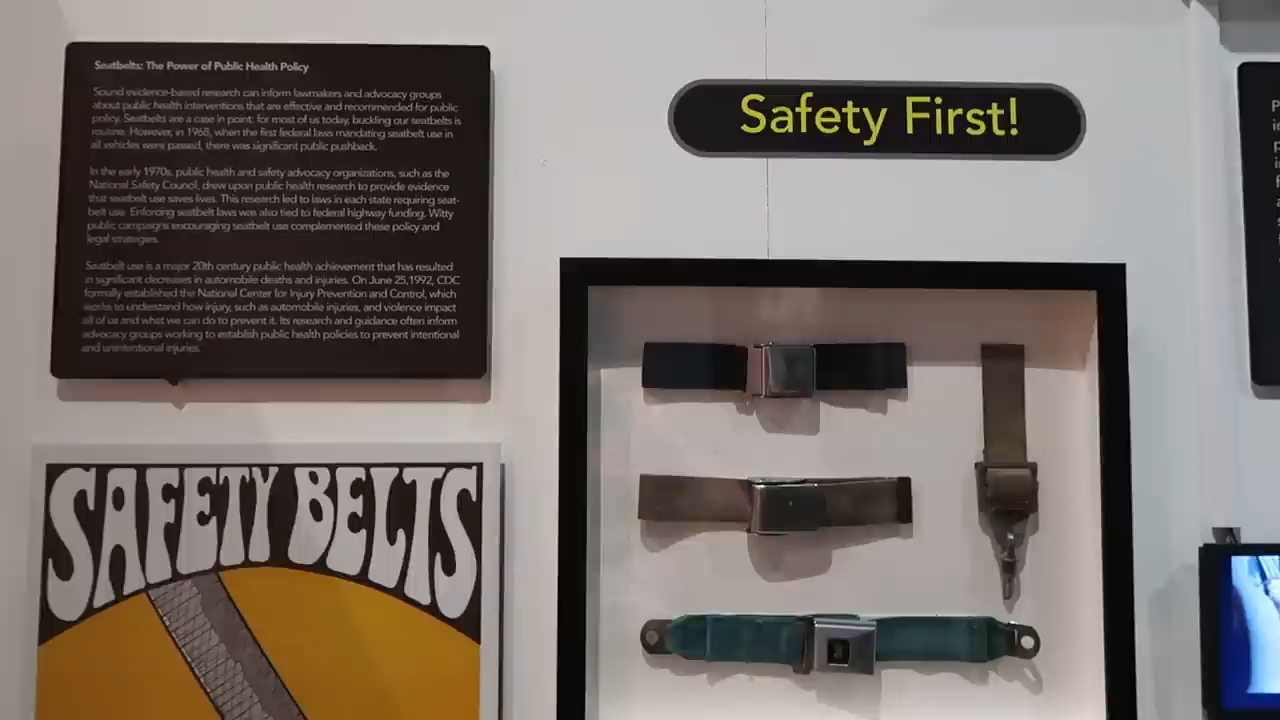 Seatbelts: The Power of Public Health Policy
Sound evidence-based research can inform lawmakers and advocacy groups
about public health interventions that are effective and recommended for public
policy. Seatbelts are a case in point: for most of us today, buckling our seatbelts is
routine. However, in 1968, when the first federal laws mandating seatbelt use in
all vehicles were passed, there was significant public pushback.
In the early 1970s, public health and safety advocacy organizations, such as the
National Safety Council, drew upon public health research to provide evidence
that seatbelt use saves lives. This research led to laws in each state requiring seat-
belt use. Enforcing seatbelt laws was also tied to federal highway funding. Witty
public campaigns encouraging seatbelt use complemented these policy and
legal strategies.
Seatbelt use is a major 20th century public health achievement that has resulted
in significant decreases in automobile deaths and injuries. On June 25,1992, CDC
formally established the National Center for Injury Prevention and Control, which
works to understand how injury, such as automobile injuries, and violence impact
all of us and what we can do to prevent it. Its research and guidance often inform
advocacy groups working to establish public health policies to prevent intentional
and unintentional injuries.
Safety First!
SAFETY BELTS